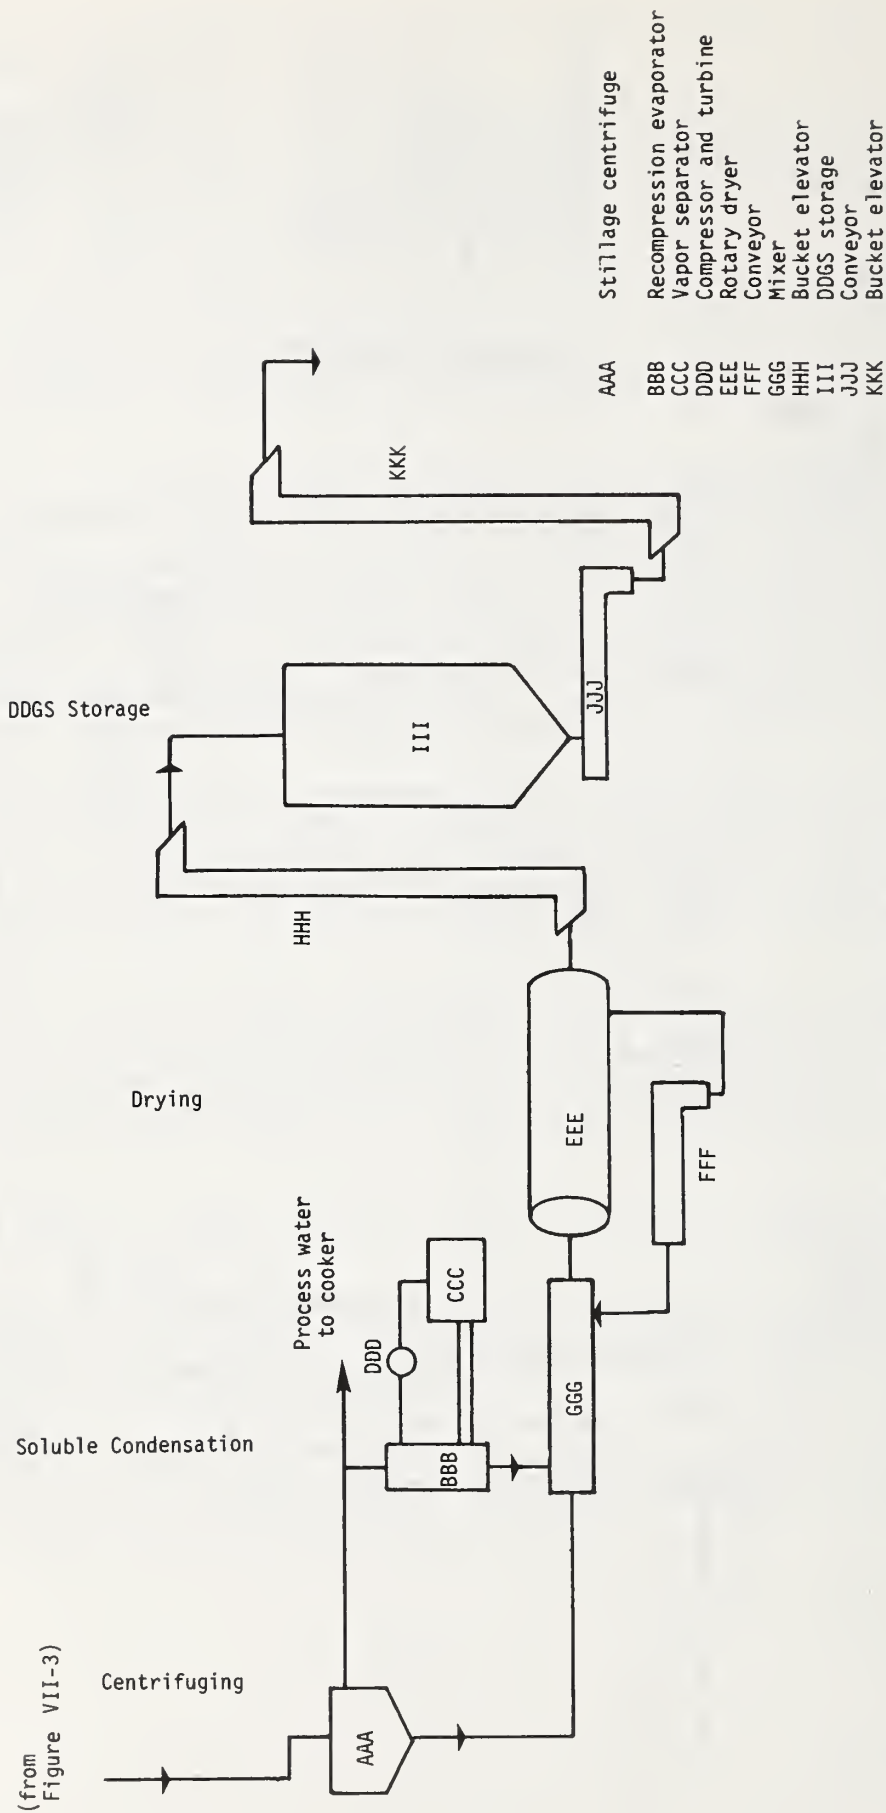 (from
Figure VII-3)
Centrifuging
Soluble Condensation
Drying
DDGS Storage
Process water
to cooker
AAA
BBB
DDD
CCC
GGG
EEE
FFF
HHH
III
JJJ
KKK
AAA Stillage centrifuge
BBB Recompression evaporator
CCC Vapor separator
DDD Compressor and turbine
EEE Rotary dryer
FFF Conveyor
GGG Mixer
HHH Bucket elevator
III DDGS storage
JJJ Conveyor
KKK Bucket elevator